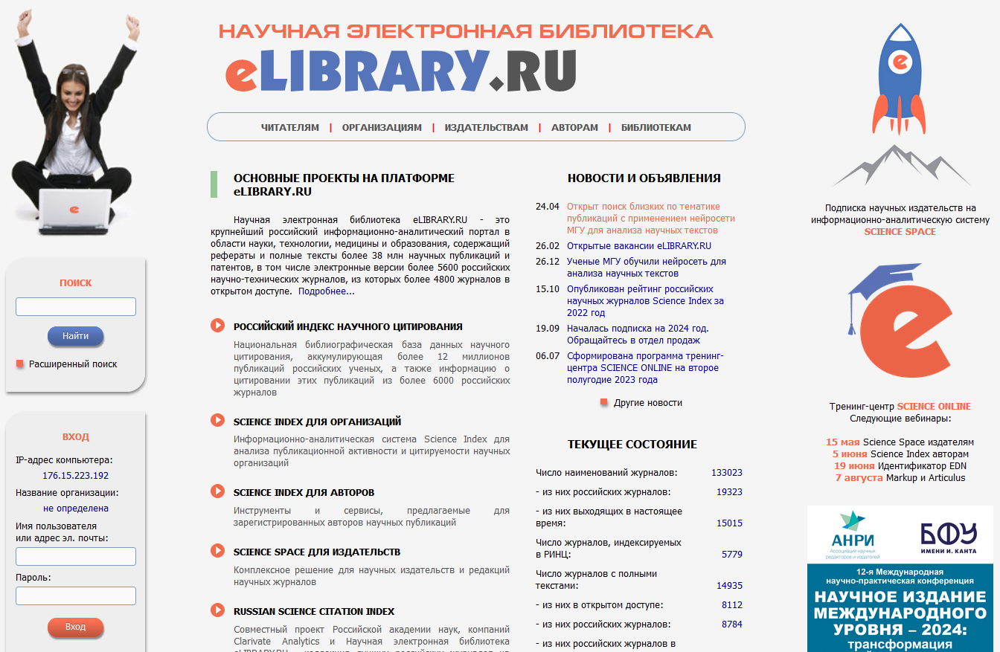 НАУЧНАЯ ЭЛЕКТРОННАЯ БИБЛИОТЕКА
eLIBRARY.RU
ЧИТАТЕЛЯМ | ОРГАНИЗАЦИЯМ | ИЗДАТЕЛЬСТВАМ | АВТОРАМ | БИБЛИОТЕКАМ
ПОИСК
Найти
Расширенный поиск
ВХОД
IP-адрес компьютера:
176.15.223.192
Название организации:
не определена
Имя пользователя
или адрес эл. почты:
Пароль:
Вход
ОСНОВНЫЕ ПРОЕКТЫ НА ПЛАТФОРМЕ
eLIBRARY.RU
Научная электронная библиотека eLIBRARY.RU - это
крупнейший российский информационно-аналитический портал в
области науки, технологии, медицины и образования, содержащий
рефераты и полные тексты более 38 млн научных публикаций и
патентов, в том числе электронные версии более 5600 российских
научно-технических журналов, из которых более 4800 журналов в
открытом доступе. Подробнее...
РОССИЙСКИЙ ИНДЕКС НАУЧНОГО ЦИТИРОВАНИЯ
Национальная библиографическая база данных научного
цитирования, аккумулирующая более 12 миллионов
публикаций российских ученых, а также информацию о
цитировании этих публикаций из более 6000 российских
журналов
SCIENCE INDEX ДЛЯ ОРГАНИЗАЦИЙ
Информационно-аналитическая система Science Index для
анализа публикационной активности и цитируемости научных
организаций
SCIENCE INDEX ДЛЯ АВТОРОВ
Инструменты и сервисы, предлагаемые для
зарегистрированных авторов научных публикаций
SCIENCE SPACE ДЛЯ ИЗДАТЕЛЬСТВ
Комплексное решение для научных издательств и редакций
научных журналов
RUSSIAN SCIENCE CITATION INDEX
Совместный проект Российской академии наук, компаний
Clarivate Analytics и Научная электронная библиотека
НОВОСТИ И ОБЪЯВЛЕНИЯ
24.04 Открыт поиск близких по тематике
публикаций с применением нейросети
МГУ для анализа научных текстов
26.02 Открытые вакансии eLIBRARY.RU
26.12 Ученые МГУ обучили нейросеть для
анализа научных текстов
15.10 Опубликован рейтинг российских
научных журналов Science Index за
2022 год
19.09 Началась подписка на 2024 год.
Обращайтесь в отдел продаж
06.07 Сформирована программа тренинг-
центра SCIENCE ONLINE на второе
полугодие 2023 года
Другие новости
ТЕКУЩЕЕ СОСТОЯНИЕ
Число наименований журналов: 133023
- из них российских журналов: 19323
- из них выходящих в настоящее
время: 15015
Число журналов, индексируемых
в РИНЦ: 5779
Число журналов с полными
текстами: 14935
- из них в открытом доступе: 8112
- из них российских журналов: 8784
- из них российских журналов в
Подписка научных издательств на
информационно-аналитическую систему
SCIENCE SPACE
Тренинг-центр SCIENCE ONLINE
Следующие вебинары:
15 мая Science Space издателям
5 июня Science Index авторам
19 июня Идентификатор EDN
7 августа Markup и Articulus
АНРИ
Ассоциация научных
редакторов и издателей
БФУ
ИМЕНИ И. КАНТА
12-я Международная
научно-практическая конференция
НАУЧНОЕ ИЗДАНИЕ
МЕЖДУНАРОДНОГО
УРОВНЯ – 2024:
трансформация